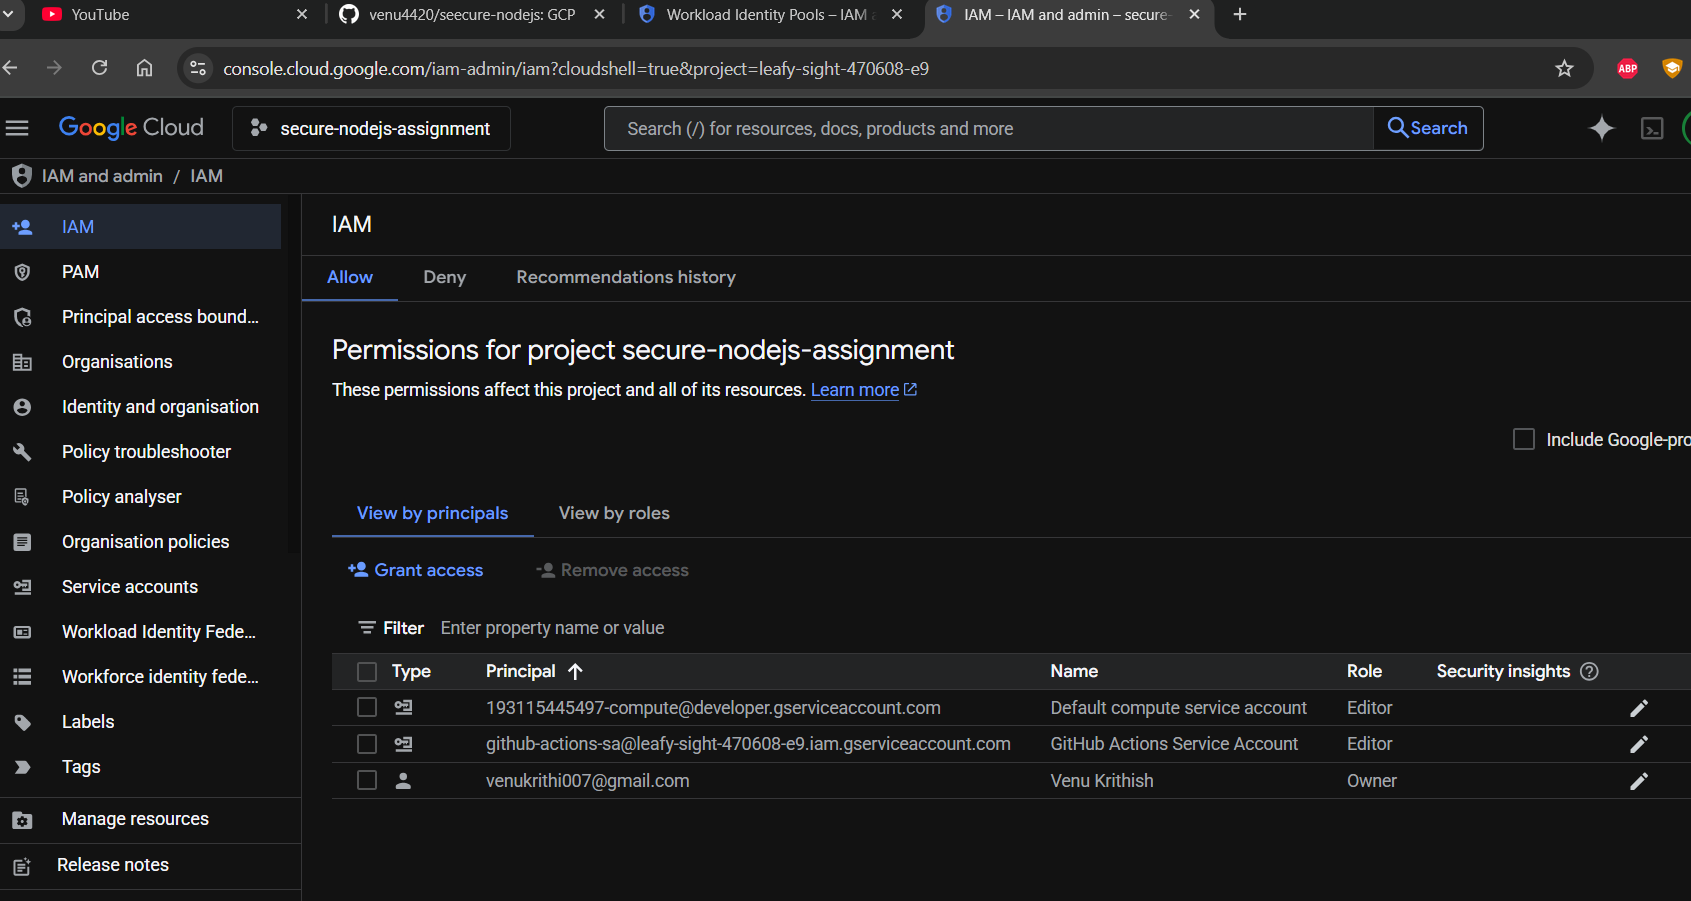 YouTube
venu4420/seecure-nodejs: GCP
Workload Identity Pools – IAM a
IAM – IAM and admin – secure-
console.cloud.google.com/iam-admin/iam?cloudshell=true&project=leafy-sight-470608-e9
ABP
Google Cloud
secure-nodejs-assignment
Search (/) for resources, docs, products and more
Search
IAM and admin / IAM
IAM
PAM
Principal access bound...
Organisations
Identity and organisation
Policy troubleshooter
Policy analyser
Organisation policies
Service accounts
Workload Identity Fede...
Workforce identity fede...
Labels
Tags
Manage resources
Release notes
IAM
Allow Deny Recommendations history
Permissions for project secure-nodejs-assignment
These permissions affect this project and all of its resources. Learn more
Include Google-pro
View by principals View by roles
Grant access Remove access
Filter Enter property name or value
Type Principal Name Role Security insights
193115445497-compute@developer.gserviceaccount.com Default compute service account Editor
github-actions-sa@leafy-sight-470608-e9.iam.gserviceaccount.com GitHub Actions Service Account Editor
venukrithi007@gmail.com Venu Krithish Owner